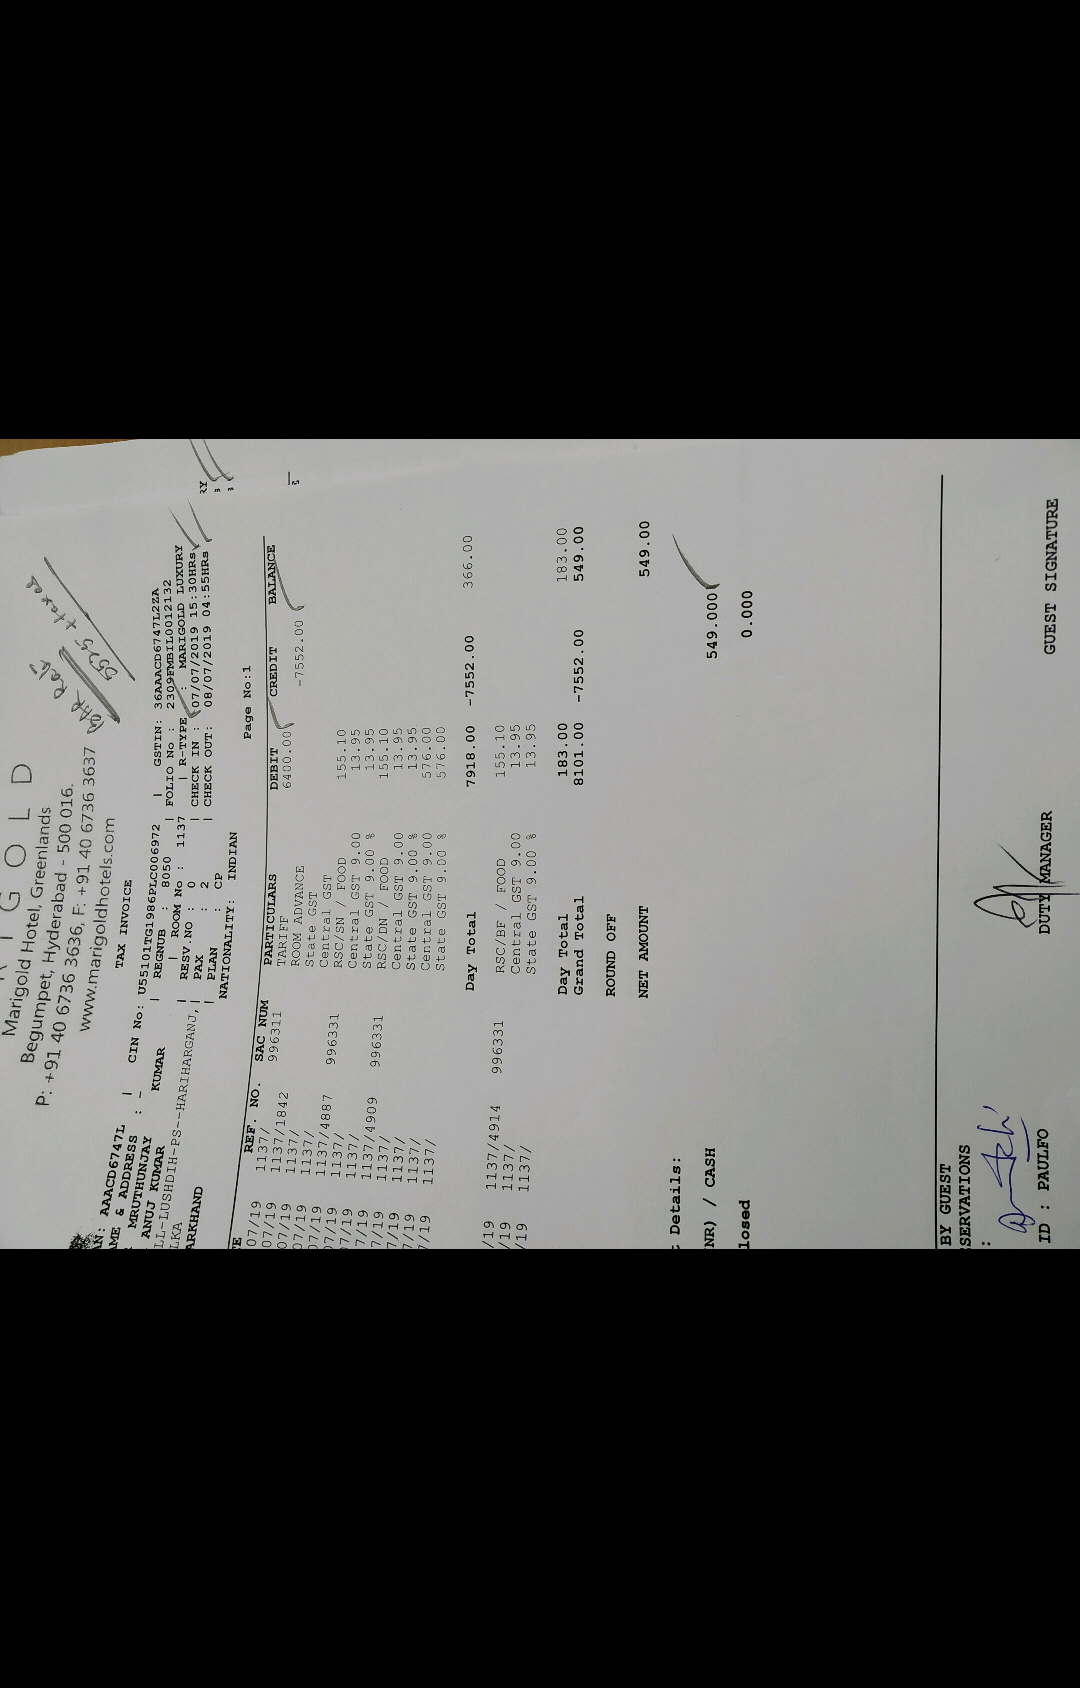 I G O L D
Marigold Hotel, Greenlands
Begumpet, Hyderabad - 500 016.
P: +91 40 6736 3636, F: +91 40 6736 3637
www.marigoldhotels.com
BAR Rate
5525 + taxes
TAX INVOICE
AN: AAACD6747L | CIN No: U55101TG1986PLC006972 | GSTIN: 36AAACD6747L2ZA
AME & ADDRESS : - | REGNUB : 8050 | FOLIO No : 2309FMBIL0012132
MRUTHUNJAY KUMAR | ROOM No : 1137 | R-TYPE : MARIGOLD LUXURY
ANUJ KUMAR | RESV.NO : 0 | CHECK IN : 07/07/2019 15:30HRs
LL-LUSHDIH-PS--HARIHARGANJ, | PAX : 2 | CHECK OUT: 08/07/2019 04:55HRs
LKA | PLAN : CP
ARKHAND NATIONALITY: INDIAN
Page No:1
TE REF. NO. SAC NUM PARTICULARS DEBIT CREDIT BALANCE
07/19 1137/ 996311 TARIFF 6400.00
07/19 1137/1842 ROOM ADVANCE -7552.00
07/19 1137/ State GST
07/19 1137/ Central GST
07/19 1137/4887 996331 RSC/SN / FOOD 155.10
07/19 1137/ Central GST 9.00 13.95
07/19 1137/ State GST 9.00 % 13.95
7/19 1137/4909 996331 RSC/DN / FOOD 155.10
7/19 1137/ Central GST 9.00 13.95
7/19 1137/ State GST 9.00 % 13.95
7/19 1137/ Central GST 9.00 576.00
/19 1137/ State GST 9.00 % 576.00
Day Total 7918.00 -7552.00 366.00
/19 1137/4914 996331 RSC/BF / FOOD 155.10
/19 1137/ Central GST 9.00 13.95
/19 1137/ State GST 9.00 % 13.95
Day Total 183.00 183.00
Grand Total 8101.00 -7552.00 549.00
ROUND OFF
NET AMOUNT 549.00
t Details:
NR) / CASH 549.000
losed 0.000
BY GUEST
SERVATIONS
:
ID : PAULFO DUTY MANAGER GUEST SIGNATURE